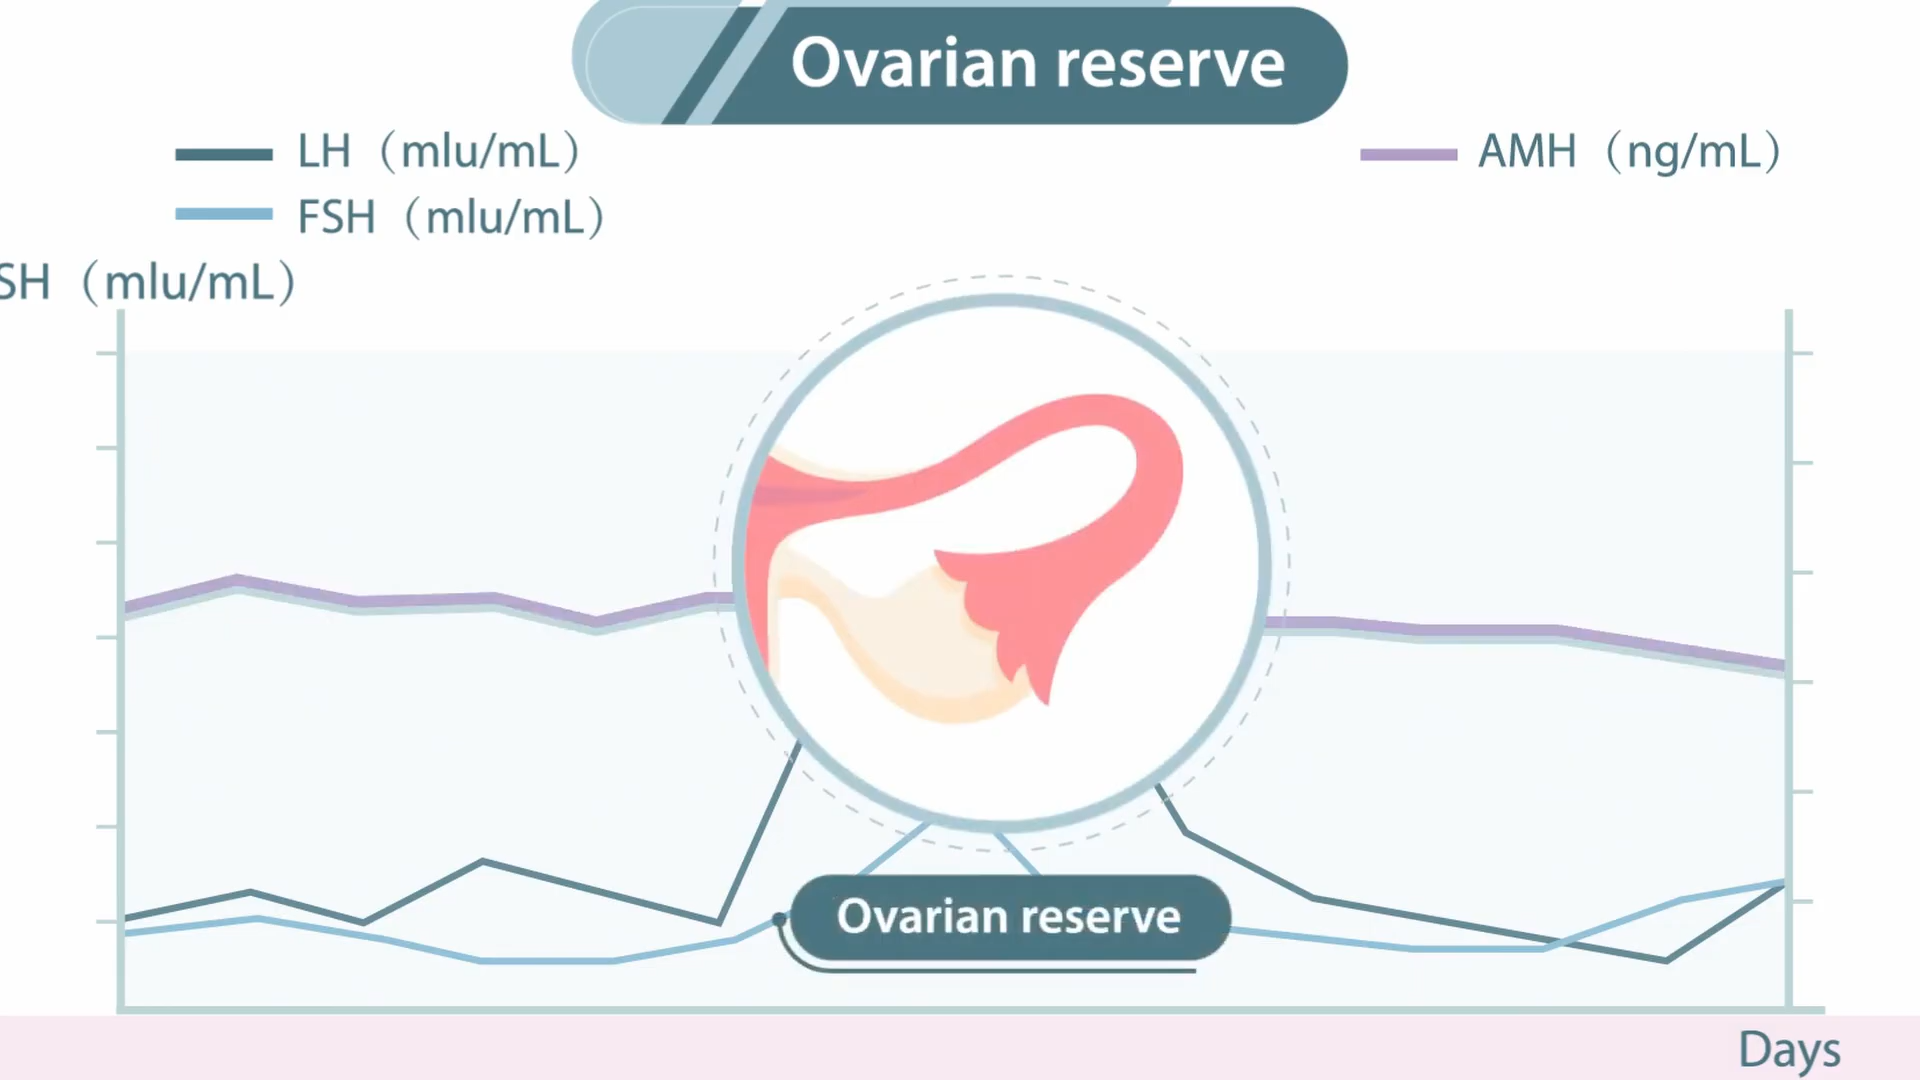 Ovarian reserve
LH（mlu/mL）
AMH（ng/mL）
FSH（mlu/mL）
SH（mlu/mL）
Ovarian reserve
Days